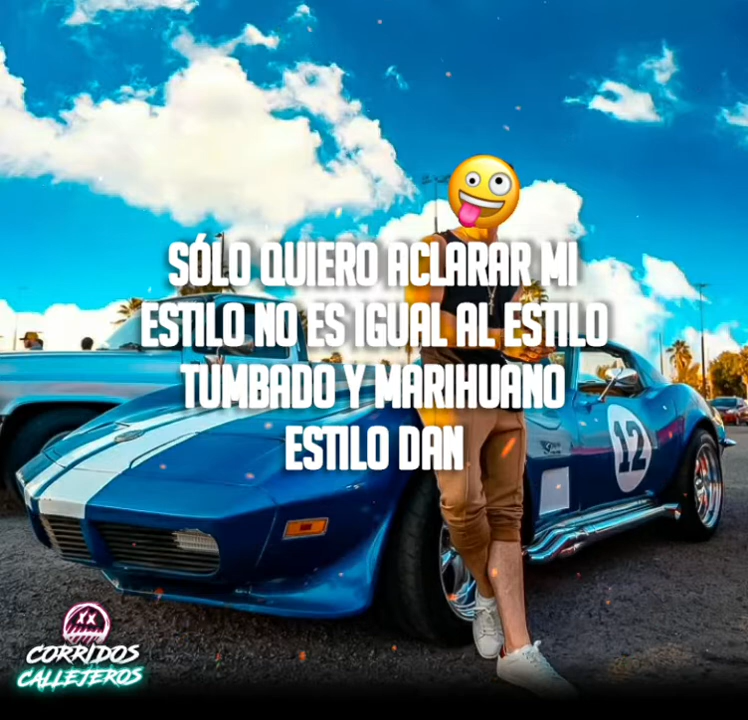 SÓLO QUIERO ACLARAR MI
ESTILO NO ES IGUAL AL ESTILO
TUMBADO Y MARIHUANO
ESTILO DAN
12
CORRIDOS
CALLEJEROS